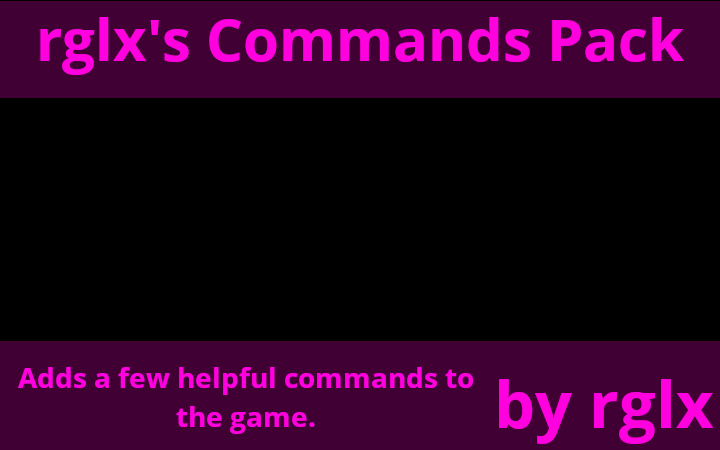 rglx's Commands Pack
Adds a few helpful commands to
the game.
by rglx